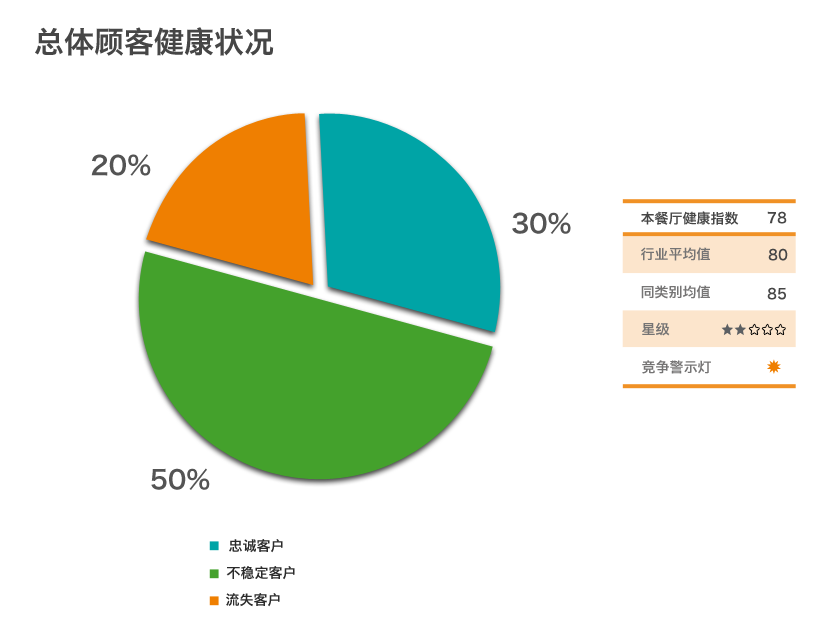 总体顾客健康状况
20%
30%
50%
本餐厅健康指数 78
行业平均值 80
同类别均值 85
星级 ★★☆☆☆
竞争警示灯
忠诚客户
不稳定客户
流失客户